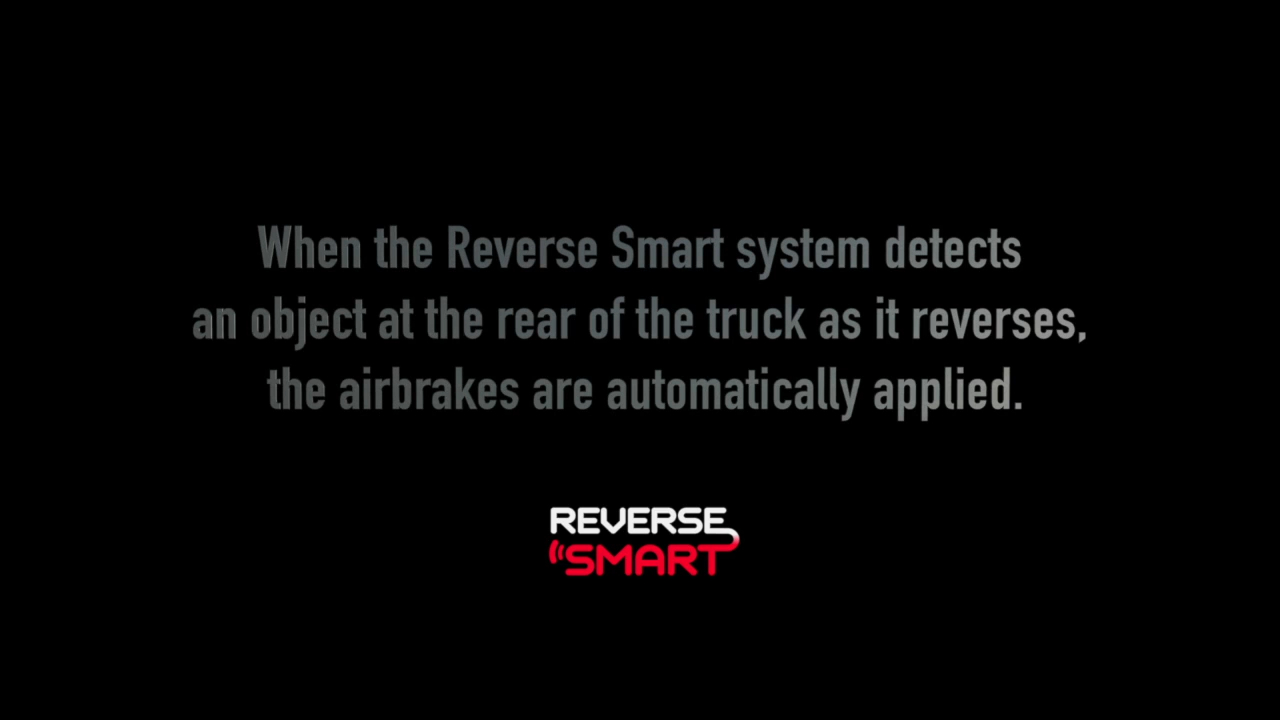 When the Reverse Smart system detects
an object at the rear of the truck as it reverses,
the airbrakes are automatically applied.
REVERSE
SMART